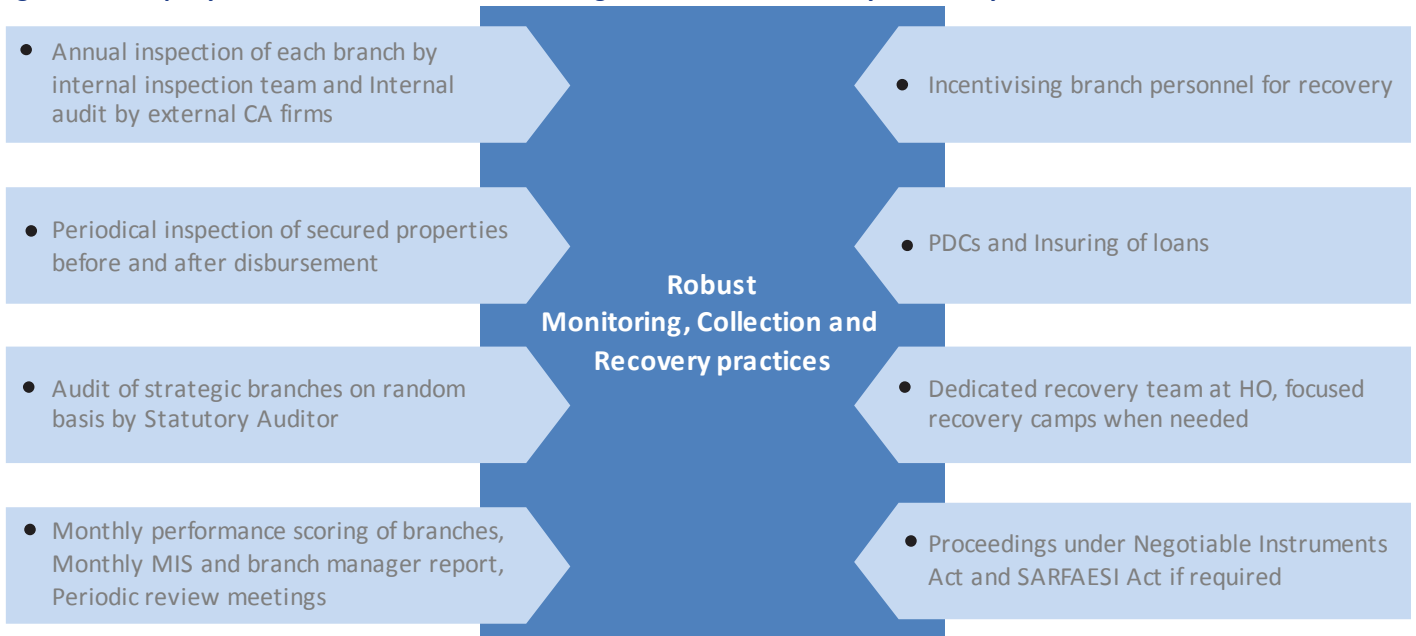 ● Annual inspection of each branch by
internal inspection team and Internal
audit by external CA firms
● Periodical inspection of secured properties
before and after disbursement
● Audit of strategic branches on random
basis by Statutory Auditor
● Monthly performance scoring of branches,
Monthly MIS and branch manager report,
Periodic review meetings
Robust
Monitoring, Collection and
Recovery practices
● Incentivising branch personnel for recovery
● PDCs and Insuring of loans
● Dedicated recovery team at HO, focused
recovery camps when needed
● Proceedings under Negotiable Instruments
Act and SARFAESI Act if required